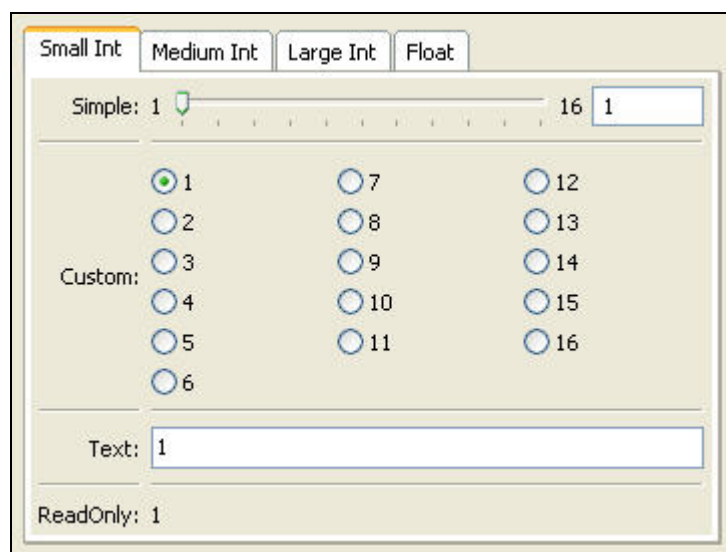 Small Int Medium Int Large Int Float
Simple: 1 16 1
1 7 12
2 8 13
3 9 14
Custom:
4 10 15
5 11 16
6
Text: 1
ReadOnly: 1